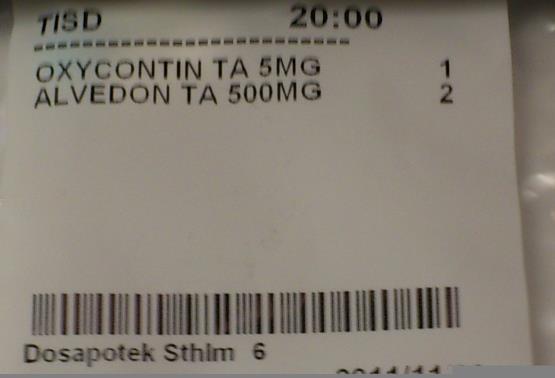 TISD 20:00
------------------------
OXYCONTIN TA 5MG 1
ALVEDON TA 500MG 2
Dosapotek Sthlm 6